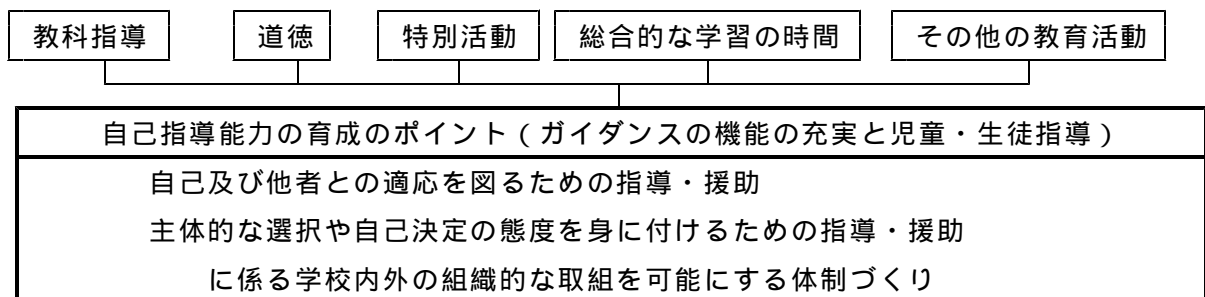 教科指導 道徳 特別活動 総合的な学習の時間 その他の教育活動
自己指導能力の育成のポイント(ガイダンスの機能の充実と児童・生徒指導)
自己及び他者との適応を図るための指導・援助
主体的な選択や自己決定の態度を身に付けるための指導・援助
に係る学校内外の組織的な取組を可能にする体制づくり